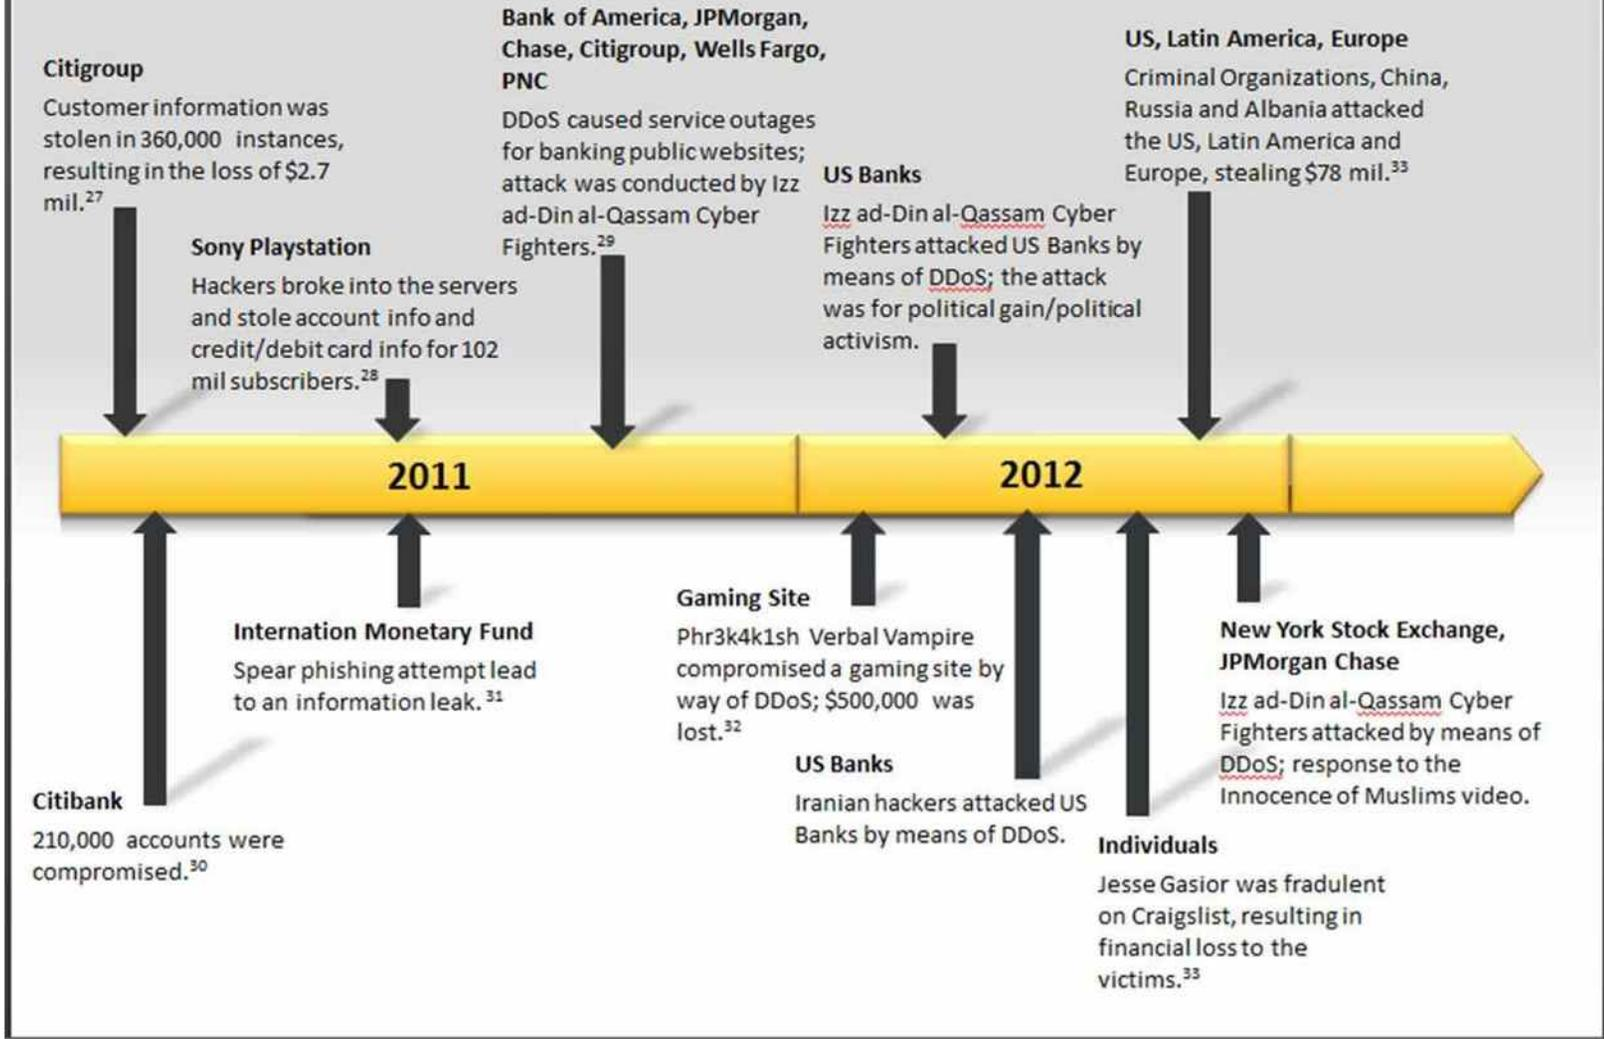 Citigroup
Customer information was
stolen in 360,000 instances,
resulting in the loss of $2.7
mil.27
Sony Playstation
Hackers broke into the servers
and stole account info and
credit/debit card info for 102
mil subscribers.28
Bank of America, JPMorgan,
Chase, Citigroup, Wells Fargo,
PNC
DDoS caused service outages
for banking public websites;
attack was conducted by Izz
ad-Din al-Qassam Cyber
Fighters.29
US Banks
Izz ad-Din al-Qassam Cyber
Fighters attacked US Banks by
means of DDoS; the attack
was for political gain/political
activism.
US, Latin America, Europe
Criminal Organizations, China,
Russia and Albania attacked
the US, Latin America and
Europe, stealing $78 mil.33
2011
2012
Citibank
210,000 accounts were
compromised.30
Internation Monetary Fund
Spear phishing attempt lead
to an information leak. 31
Gaming Site
Phr3k4k1sh Verbal Vampire
compromised a gaming site by
way of DDoS; $500,000 was
lost.32
US Banks
Iranian hackers attacked US
Banks by means of DDoS.
Individuals
Jesse Gasior was fradulent
on Craigslist, resulting in
financial loss to the
victims.33
New York Stock Exchange,
JPMorgan Chase
Izz ad-Din al-Qassam Cyber
Fighters attacked by means of
DDoS; response to the
Innocence of Muslims video.